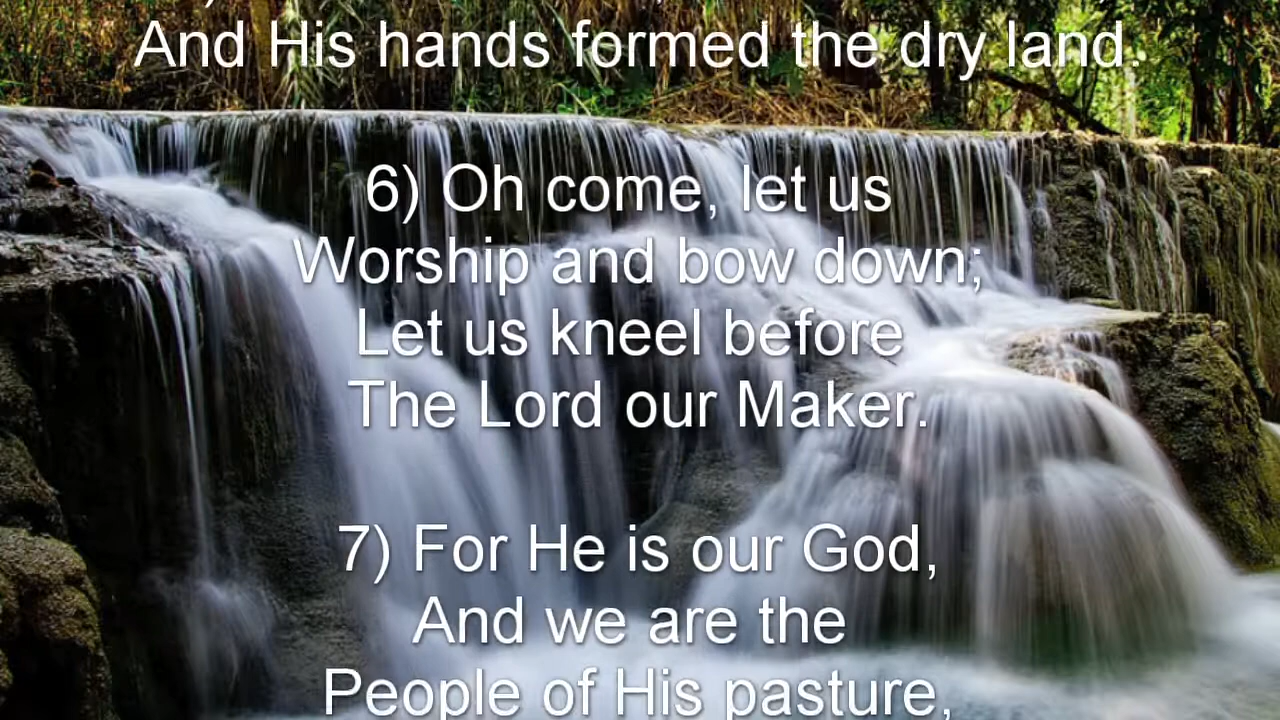 And His hands formed the dry land.
6) Oh come, let us
Worship and bow down;
Let us kneel before
The Lord our Maker.
7) For He is our God,
And we are the
People of His pasture,